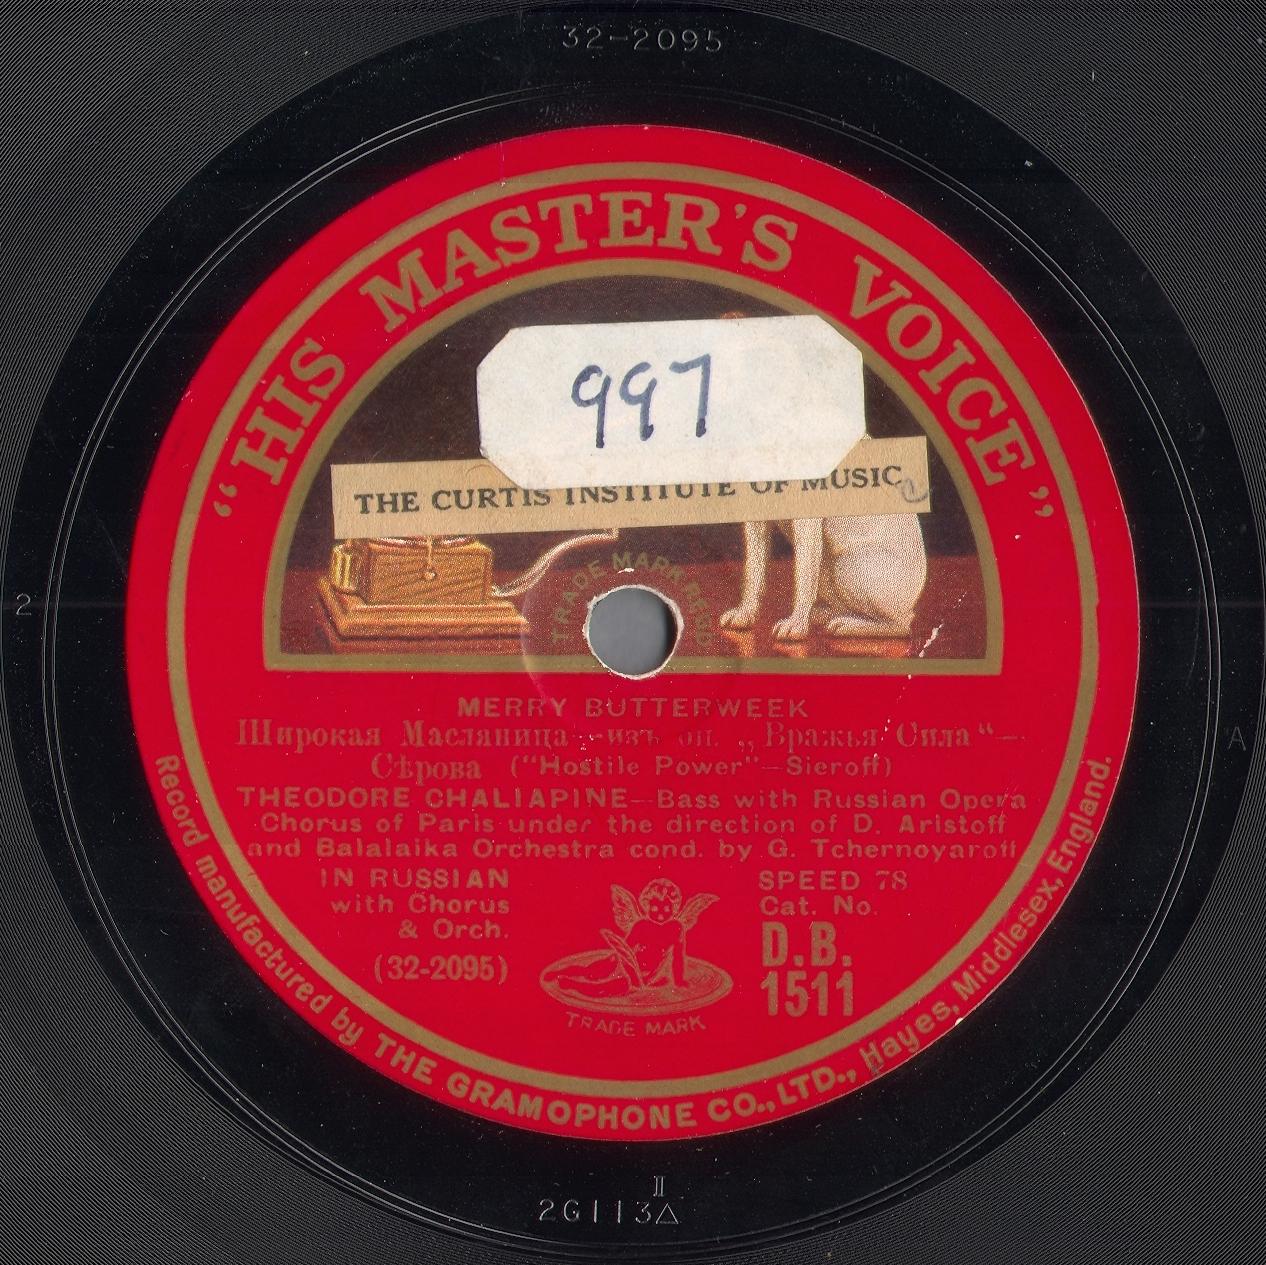 32-2095
"HIS MASTER'S VOICE"
997
THE CURTIS INSTITUTE OF MUSIC
TRADE MARK REGD
2
A
MERRY BUTTERWEEK
Широкая Масляница—изъ оп. „Вражья Сила“—
Сѣрова ("Hostile Power"—Sieroff)
THEODORE CHALIAPINE—Bass with Russian Opera
Chorus of Paris under the direction of D. Aristoff
and Balalaika Orchestra cond. by G. Tchernoyaroff
IN RUSSIAN
with Chorus
& Orch.
(32-2095)
SPEED 78
Cat. No.
D.B.
1511
TRADE MARK
Record manufactured by THE GRAMOPHONE CO., LTD., Hayes, Middlesex, England.
II
2G113△